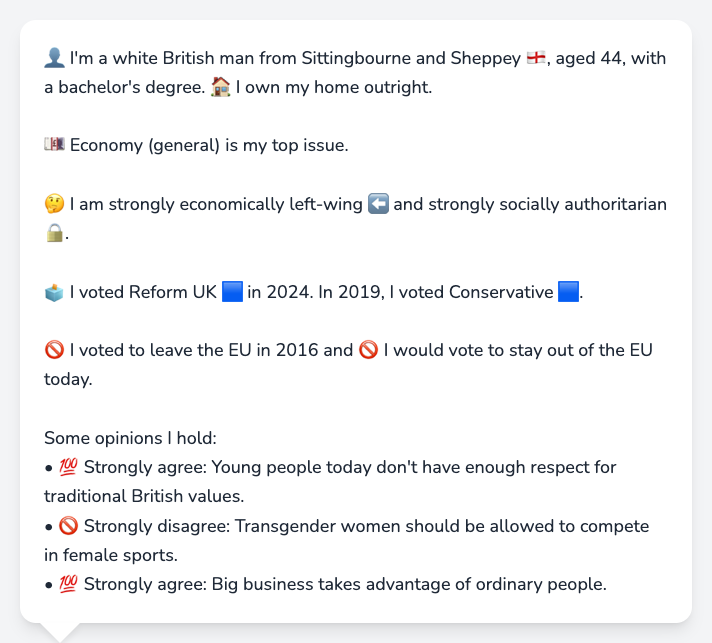 👤 I'm a white British man from Sittingbourne and Sheppey 🏴󠁧󠁢󠁥󠁮󠁧󠁿, aged 44, with
a bachelor's degree. 🏠 I own my home outright.
💷 Economy (general) is my top issue.
🤔 I am strongly economically left-wing ⬅️ and strongly socially authoritarian
🔒.
🗳️ I voted Reform UK 🟦 in 2024. In 2019, I voted Conservative 🟦.
🚫 I voted to leave the EU in 2016 and 🚫 I would vote to stay out of the EU
today.
Some opinions I hold:
• 💯 Strongly agree: Young people today don't have enough respect for
traditional British values.
• 🚫 Strongly disagree: Transgender women should be allowed to compete
in female sports.
• 💯 Strongly agree: Big business takes advantage of ordinary people.